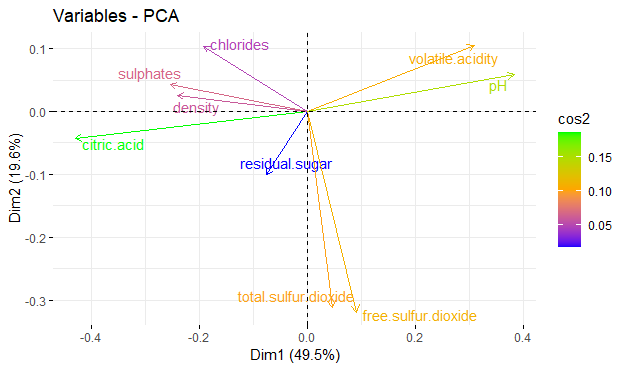 Variables - PCA
chlorides
volatile.acidity
sulphates
pH
density
citric.acid
residual.sugar
total.sulfur.dioxide
free.sulfur.dioxide
0.1
0.0
-0.1
-0.2
-0.3
Dim2 (19.6%)
-0.4
-0.2
0.0
0.2
0.4
Dim1 (49.5%)
cos2
0.15
0.10
0.05